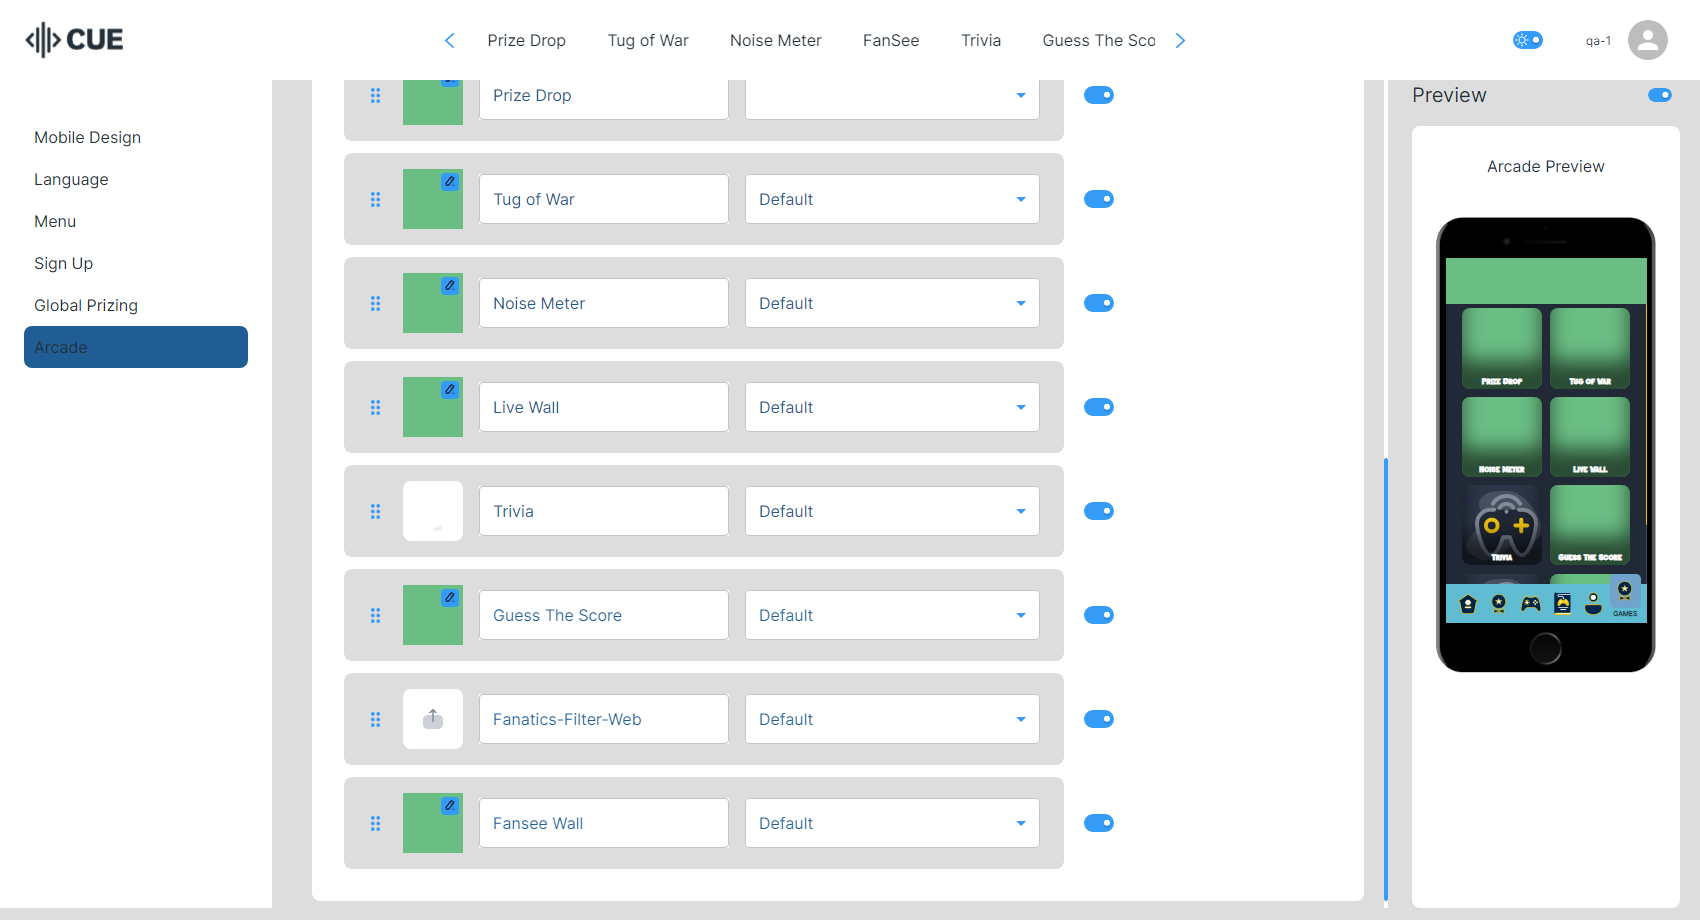 CUE
Prize Drop
Tug of War
Noise Meter
FanSee
Trivia
Guess The Sco
qa-1
Mobile Design
Language
Menu
Sign Up
Global Prizing
Arcade
Prize Drop
Tug of War
Default
Noise Meter
Default
Live Wall
Default
Trivia
Default
Guess The Score
Default
Fanatics-Filter-Web
Default
Fansee Wall
Default
Preview
Arcade Preview
Prize Drop
Tug of War
Noise Meter
Live Wall
Trivia
Guess The Score
GAMES